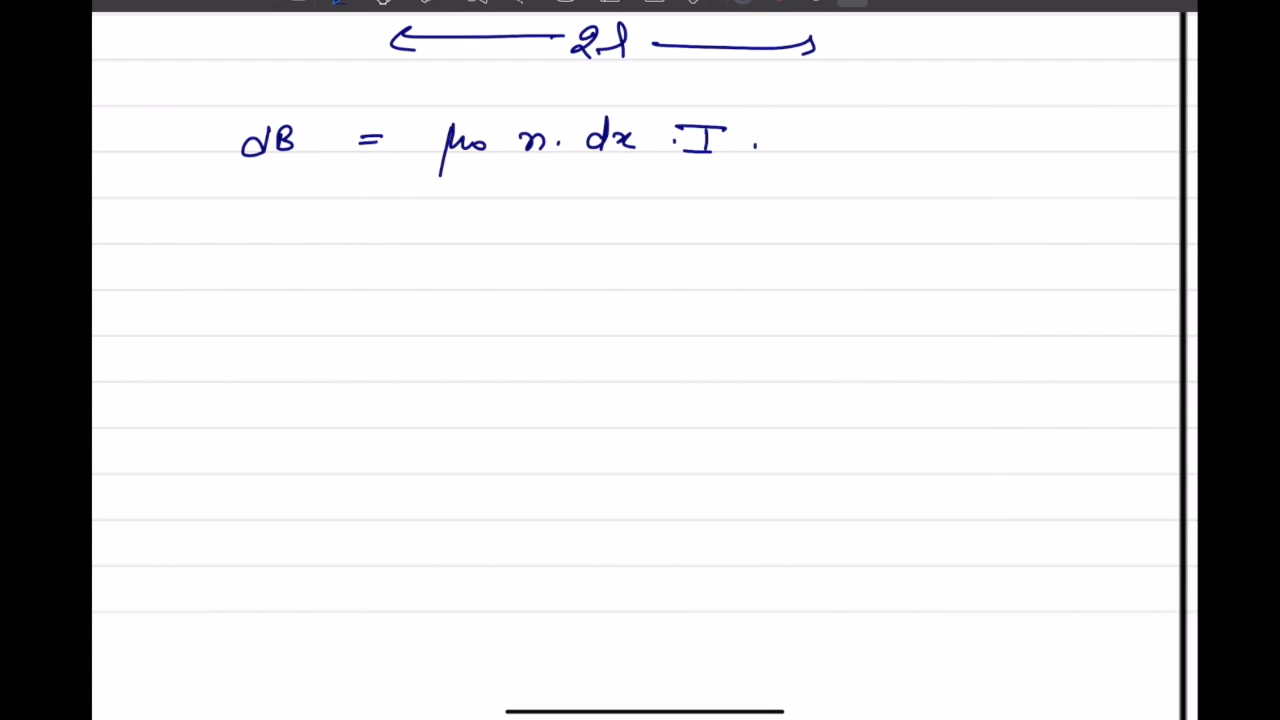 2l
dB = μ₀ n. dx .I .